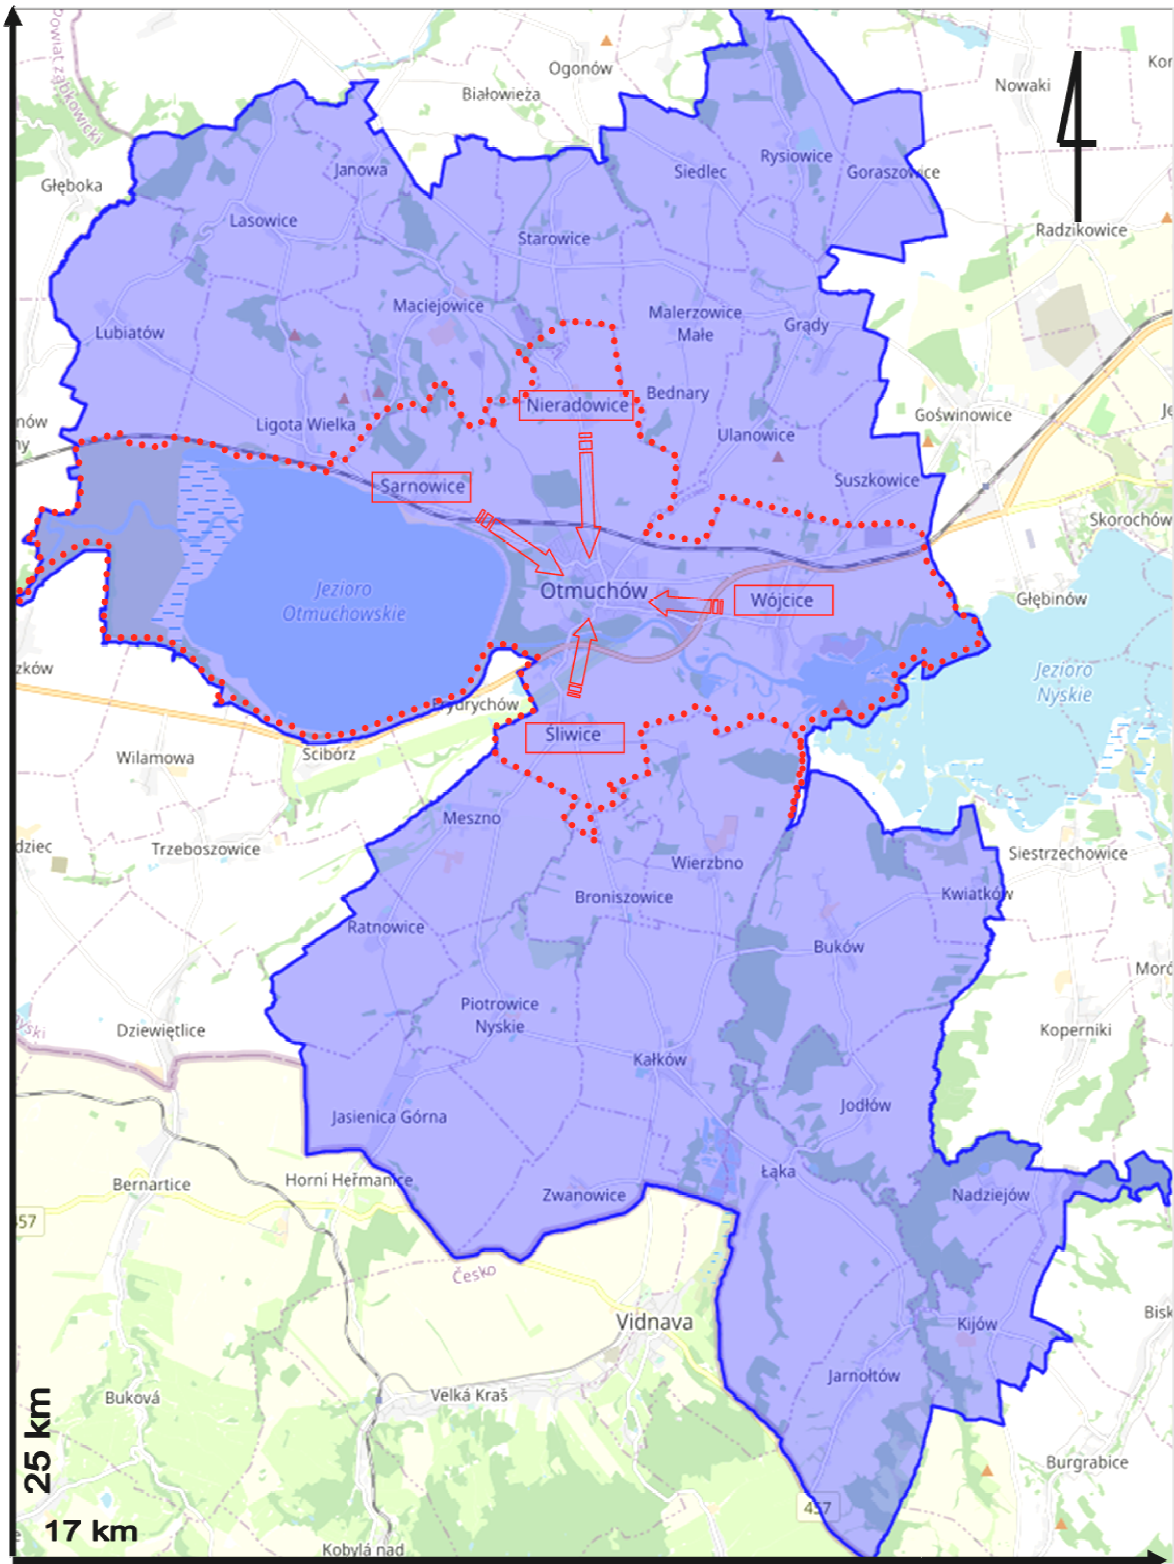 Powiat ząbkowicki
Ogonów
Białowieża
Nowaki
Kor
Głęboka
Janowa
Siedlec
Rysiowice
Goraszowice
Lasowice
Starowice
Radzikowice
Maciejowice
Malerzowice
Małe
Grądy
Lubiatów
Nieradowice
Bednary
Goświnowice
Je
nów
ny
Ligota Wielka
Ulanowice
Sarnowice
Suszkowice
Skorochów
Jezioro
Otmuchowskie
Otmuchów
Wójcice
Głębinów
zków
Jezioro
Nyskie
Frydrychów
Śliwice
Wilamowa
Ścibórz
Meszno
dziec
Trzeboszowice
Wierzbno
Siestrzechowice
Broniszowice
Kwiatków
Ratnowice
Buków
Morc
Piotrowice
Nyskie
yski
Dziewiętlice
Koperniki
Kałków
Jasienica Górna
Jodłów
Łąka
Bernartice
Horní Heřmanice
Zwanowice
Nadziejów
457
Česko
Vidnava
Kijów
Bisk
Jarnołtów
Buková
Velká Kraš
25 km
Burgrabice
457
17 km
e
Kobylá nad